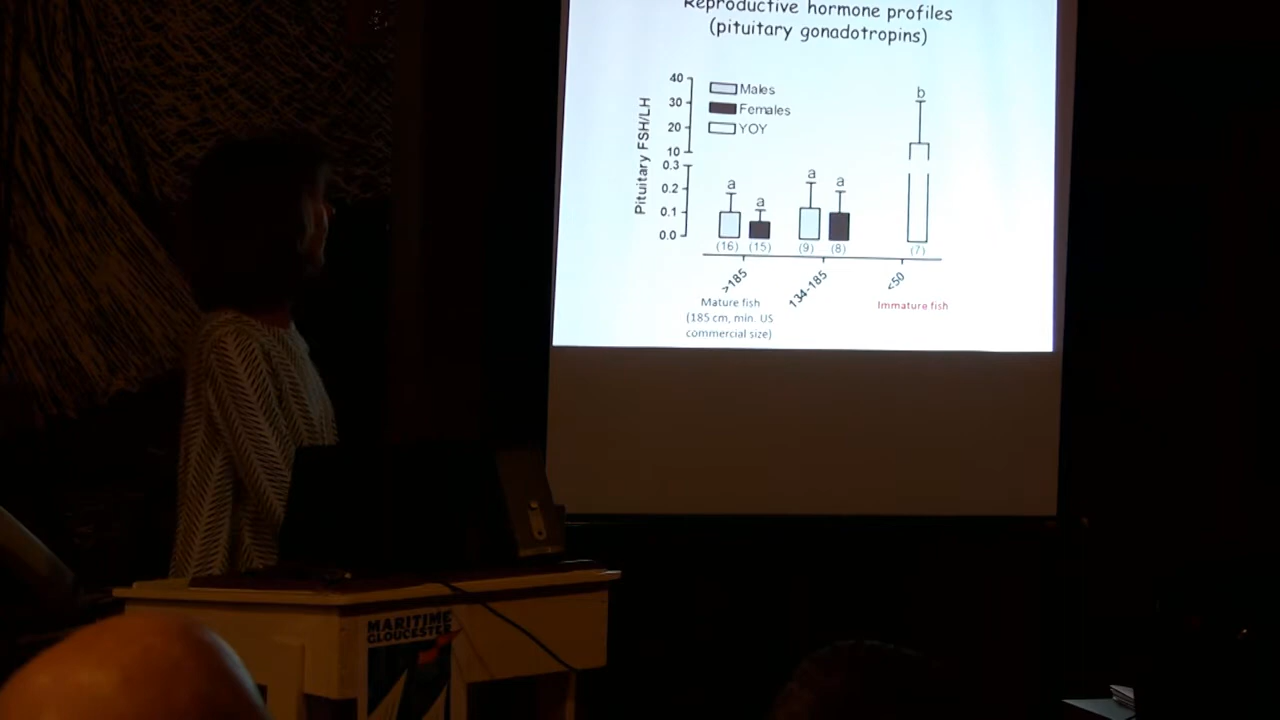 Reproductive hormone profiles
(pituitary gonadotropins)
Pituitary FSH/LH
40
30
20
10
0.3
0.2
0.1
0.0
Males
Females
YOY
a
a
a
a
b
(16)
(15)
(9)
(8)
(7)
>185
134-185
<50
Mature fish
(185 cm, min. US
commercial size)
Immature fish
MARITIME
GLOUCESTER